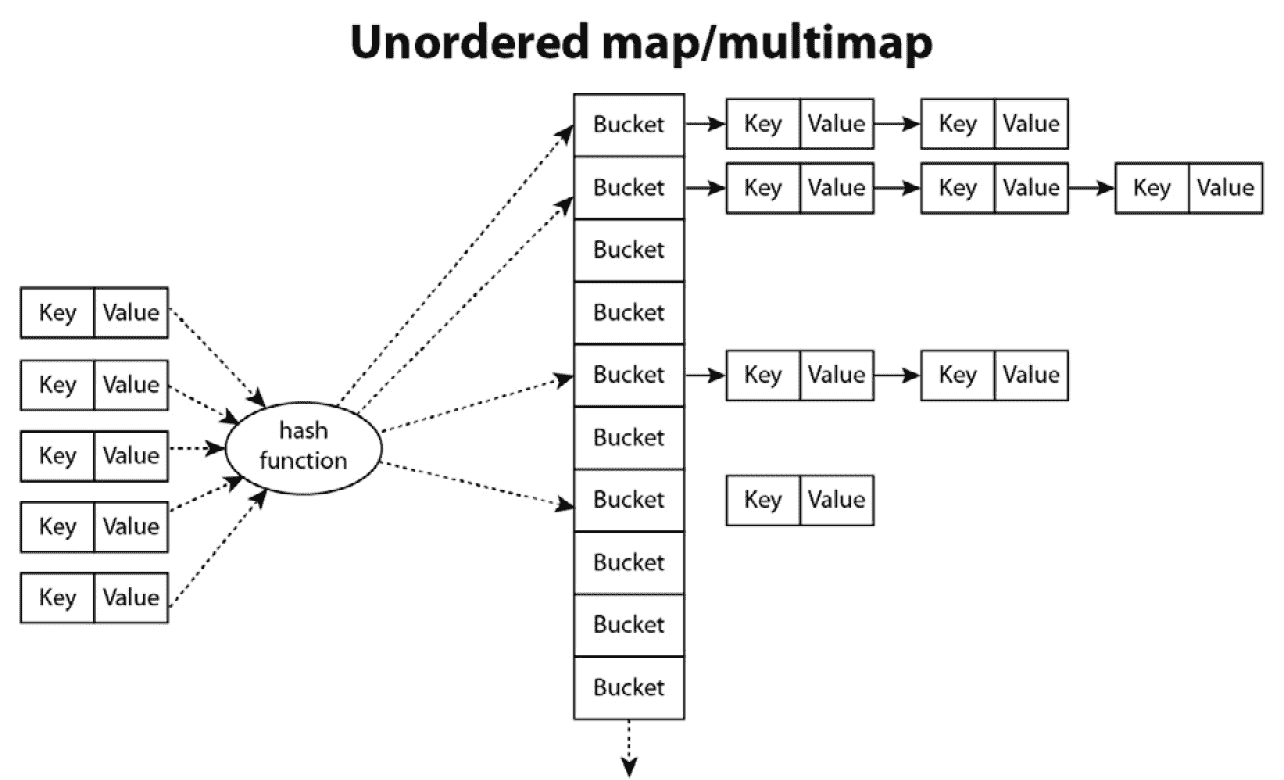 Unordered map/multimap
Bucket Key Value Key Value
Bucket Key Value Key Value Key Value
Bucket
Key Value Bucket
Key Value Bucket Key Value Key Value
hash
function
Key Value Bucket
Key Value Bucket Key Value
Key Value Bucket
Bucket
Bucket